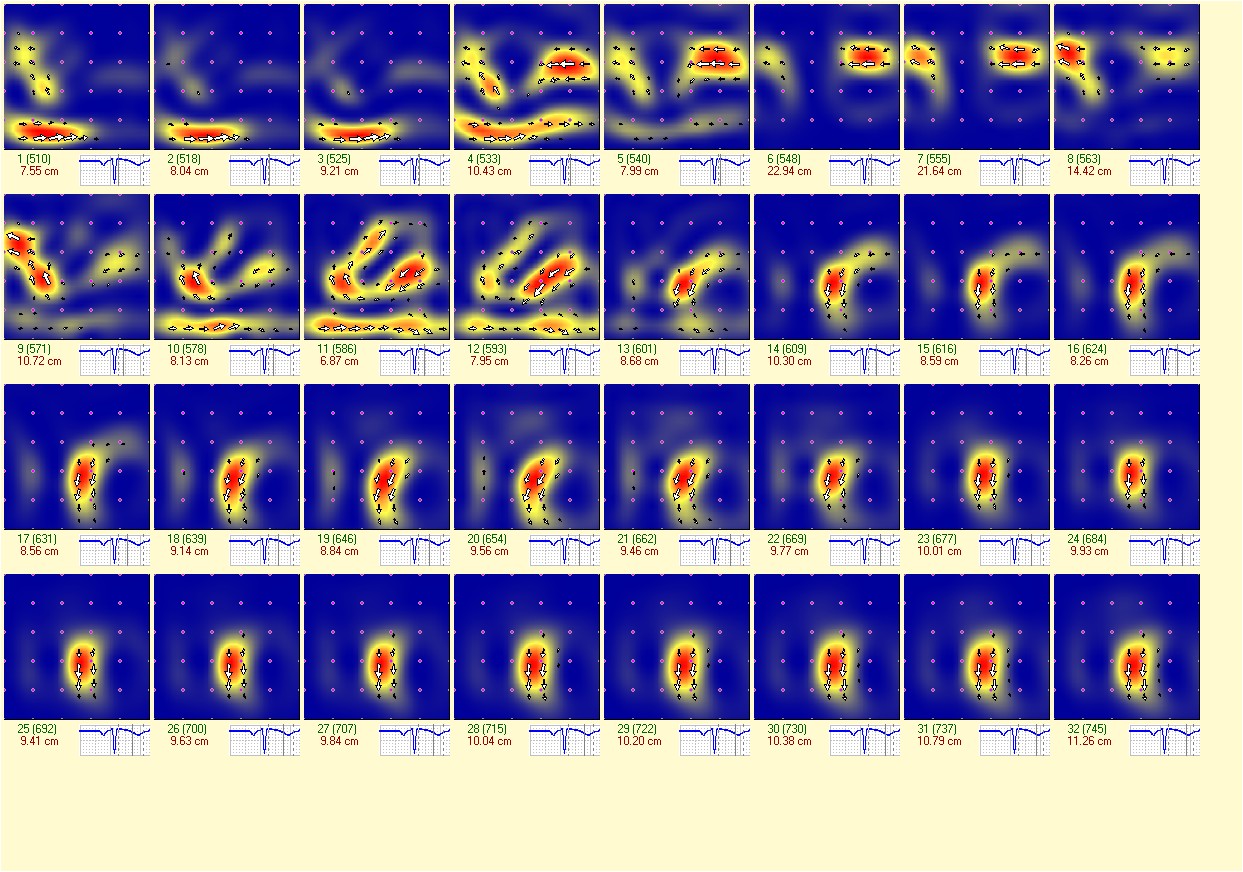 1 (510) 2 (518) 3 (525) 4 (533) 5 (540) 6 (548) 7 (555) 8 (563)
7.55 cm 8.04 cm 9.21 cm 10.43 cm 7.99 cm 22.94 cm 21.64 cm 14.42 cm
9 (571) 10 (578) 11 (586) 12 (593) 13 (601) 14 (609) 15 (616) 16 (624)
10.72 cm 8.13 cm 6.87 cm 7.95 cm 8.68 cm 10.30 cm 8.59 cm 8.26 cm
17 (631) 18 (639) 19 (646) 20 (654) 21 (662) 22 (669) 23 (677) 24 (684)
8.56 cm 9.14 cm 8.84 cm 9.56 cm 9.46 cm 9.77 cm 10.01 cm 9.93 cm
25 (692) 26 (700) 27 (707) 28 (715) 29 (722) 30 (730) 31 (737) 32 (745)
9.41 cm 9.63 cm 9.84 cm 10.04 cm 10.20 cm 10.38 cm 10.79 cm 11.26 cm